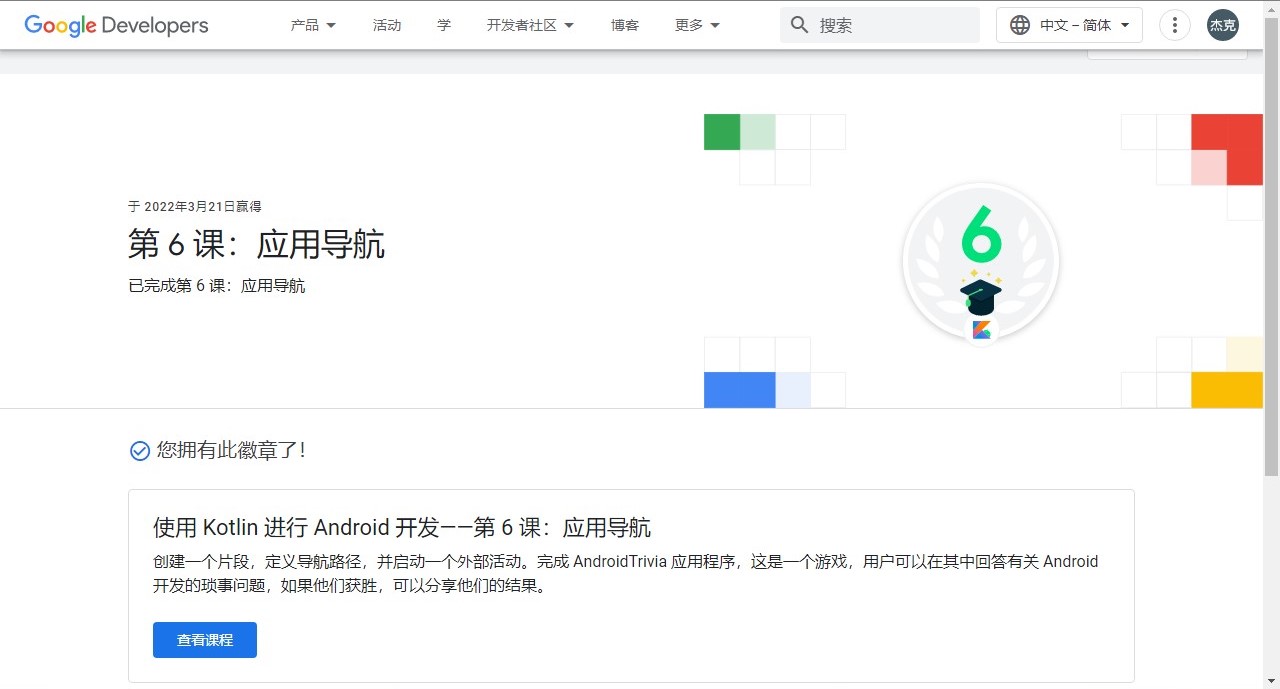 Google Developers 产品 活动 学 开发者社区 博客 更多 搜索 中文 – 简体 杰克
于 2022年3月21日赢得
第 6 课：应用导航
已完成第 6 课：应用导航
6
您拥有此徽章了！
使用 Kotlin 进行 Android 开发——第 6 课：应用导航
创建一个片段，定义导航路径，并启动一个外部活动。完成 AndroidTrivia 应用程序，这是一个游戏，用户可以在其中回答有关 Android
开发的琐事问题，如果他们获胜，可以分享他们的结果。
查看课程